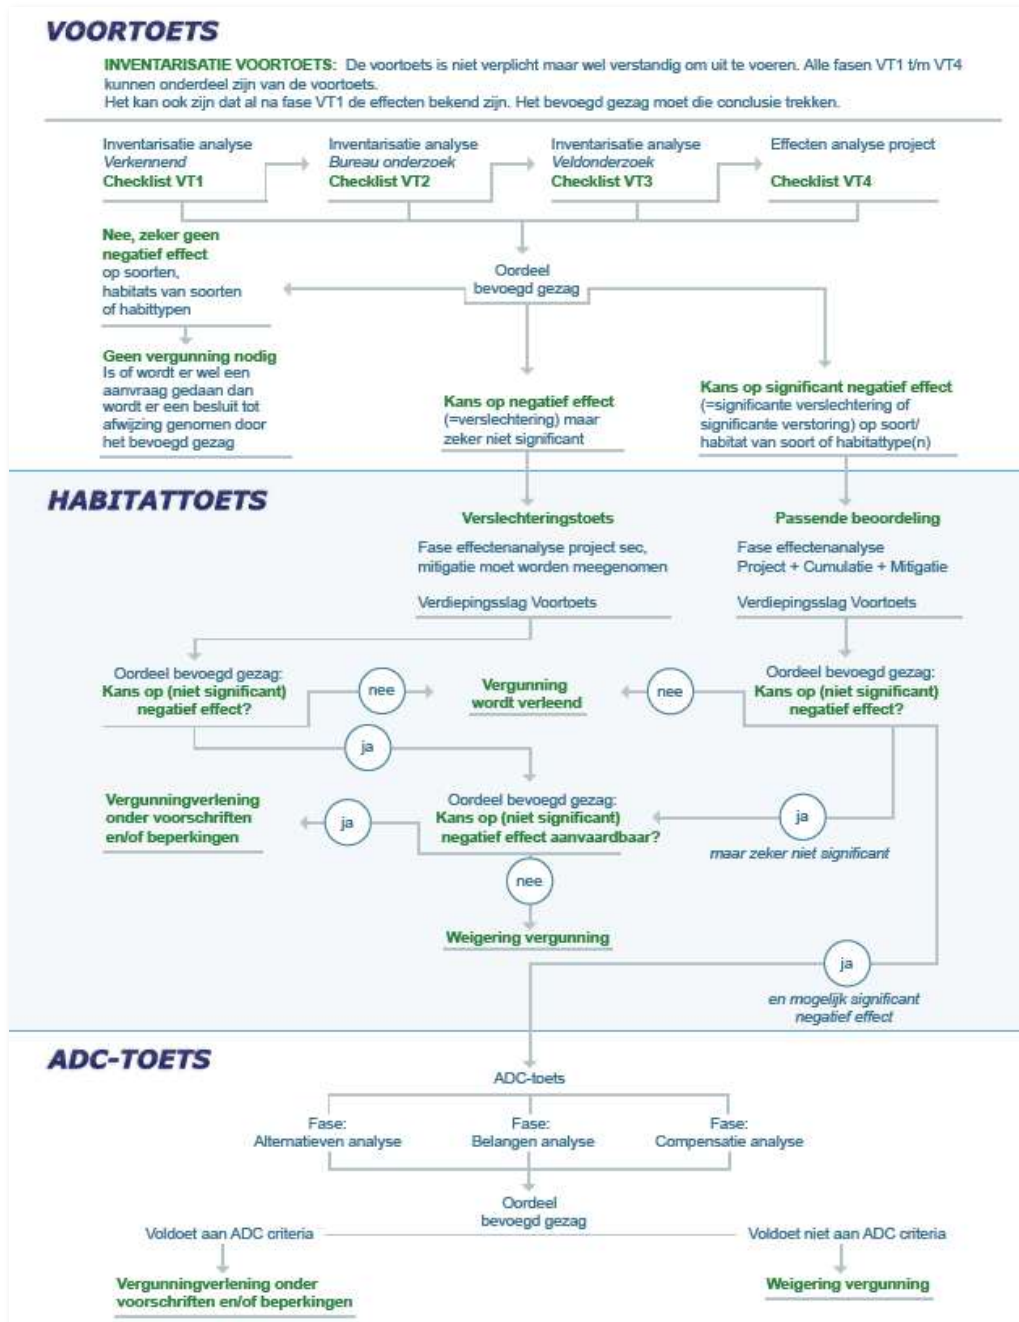 VOORTOETS
INVENTARISATIE VOORTOETS: De voortoets is niet verplicht maar wel verstandig om uit te voeren. Alle fasen VT1 t/m VT4
kunnen onderdeel zijn van de voortoets.
Het kan ook zijn dat al na fase VT1 de effecten bekend zijn. Het bevoegd gezag moet die conclusie trekken.
Inventarisatie analyse
Verkennend
Checklist VT1
Inventarisatie analyse
Bureau onderzoek
Checklist VT2
Inventarisatie analyse
Veldonderzoek
Checklist VT3
Effecten analyse project
Checklist VT4
Nee, zeker geen
negatief effect
op soorten,
habitats van soorten
of habittypen
Oordeel
bevoegd gezag
Geen vergunning nodig
Is of wordt er wel een
aanvraag gedaan dan
wordt er een besluit tot
afwijzing genomen door
het bevoegd gezag
Kans op negatief effect
(=verslechtering) maar
zeker niet significant
Kans op significant negatief effect
(=significante verslechtering of
significante verstoring) op soort/
habitat van soort of habitattype(n)
HABITATTOETS
Verslechteringstoets
Fase effectenanalyse project sec,
mitigatie moet worden meegenomen
Verdiepingsslag Voortoets
Passende beoordeling
Fase effectenanalyse
Project + Cumulatie + Mitigatie
Verdiepingsslag Voortoets
Oordeel bevoegd gezag:
Kans op (niet significant)
negatief effect?
nee
Vergunning
wordt verleend
nee
Oordeel bevoegd gezag:
Kans op (niet significant)
negatief effect?
ja
Vergunningverlening
onder voorschriften
en/of beperkingen
ja
Oordeel bevoegd gezag:
Kans op (niet significant)
negatief effect aanvaardbaar?
ja
maar zeker niet significant
nee
Weigering vergunning
ja
en mogelijk significant
negatief effect
ADC-TOETS
ADC-toets
Fase:
Alternatieven analyse
Fase:
Belangen analyse
Fase:
Compensatie analyse
Oordeel
bevoegd gezag
Voldoet aan ADC criteria
Voldoet niet aan ADC criteria
Vergunningverlening onder
voorschriften en/of beperkingen
Weigering vergunning